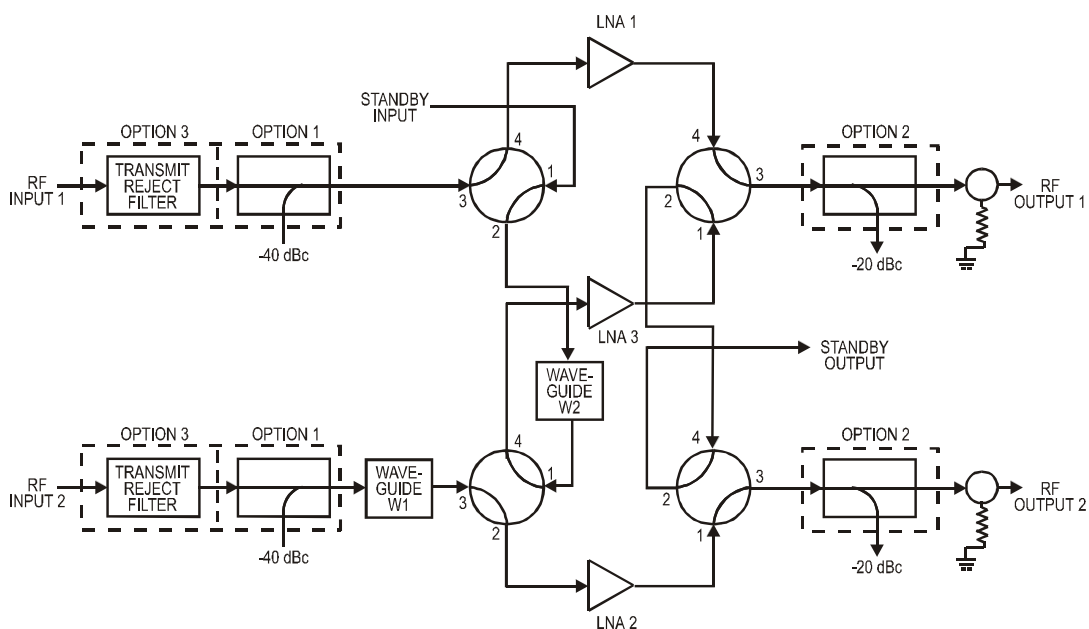 LNA 1
STANDBY
INPUT
OPTION 3
OPTION 1
TRANSMIT
REJECT
FILTER
RF
INPUT 1
-40 dBc
4
1
3
2
4
3
2
1
OPTION 2
-20 dBc
RF
OUTPUT 1
LNA 3
STANDBY
OUTPUT
WAVE-
GUIDE
W2
OPTION 3
OPTION 1
TRANSMIT
REJECT
FILTER
RF
INPUT 2
-40 dBc
WAVE-
GUIDE
W1
4
1
3
2
4
3
2
1
OPTION 2
-20 dBc
RF
OUTPUT 2
LNA 2